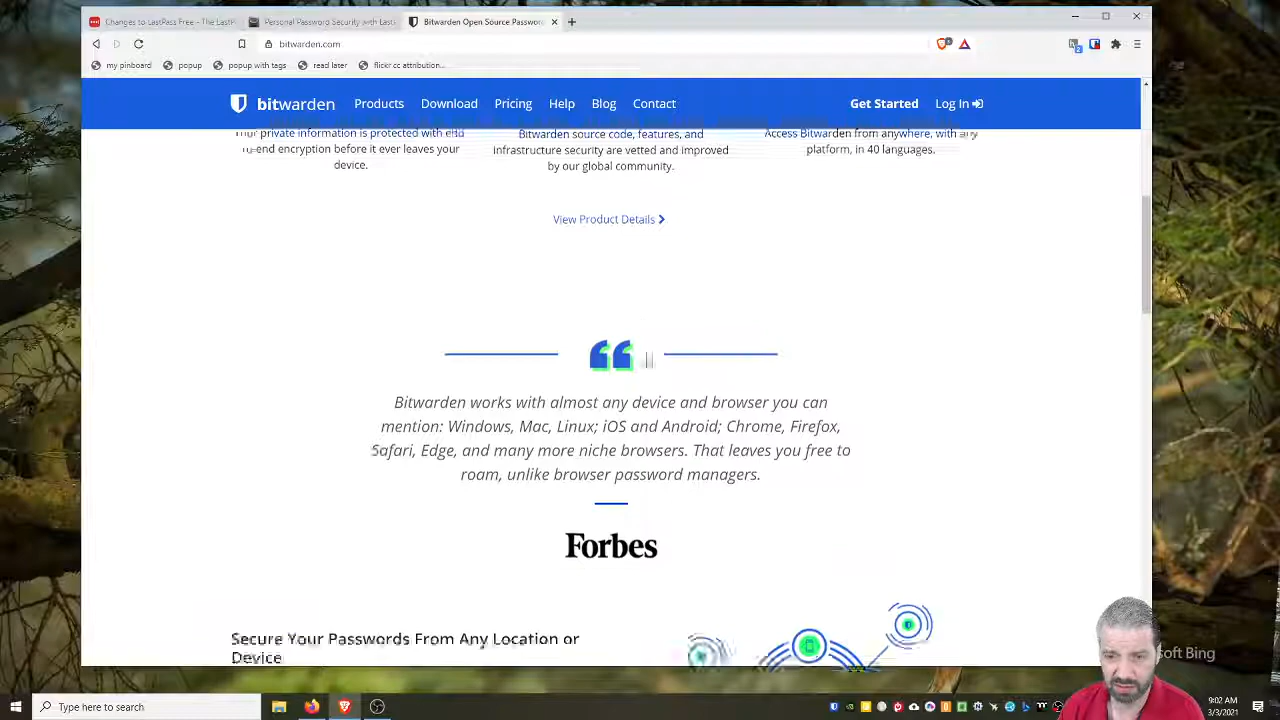 Changes to LastPass Free - The LastP
Personal Password Security with Last
Bitwarden Open Source Password
bitwarden.com
my pinboard
popup
popup with tags
read later
flickr cc attribution...
bitwarden
Products
Download
Pricing
Help
Blog
Contact
Get Started
Log In
private information is protected with end
-end encryption before it ever leaves your
device.
Bitwarden source code, features, and
infrastructure security are vetted and improved
by our global community.
Access Bitwarden from anywhere, with any
platform, in 40 languages.
View Product Details
Bitwarden works with almost any device and browser you can
mention: Windows, Mac, Linux; iOS and Android; Chrome, Firefox,
Safari, Edge, and many more niche browsers. That leaves you free to
roam, unlike browser password managers.
Forbes
Secure Your Passwords From Any Location or
Device
soft Bing
Type here to search
9:02 AM
3/3/2021